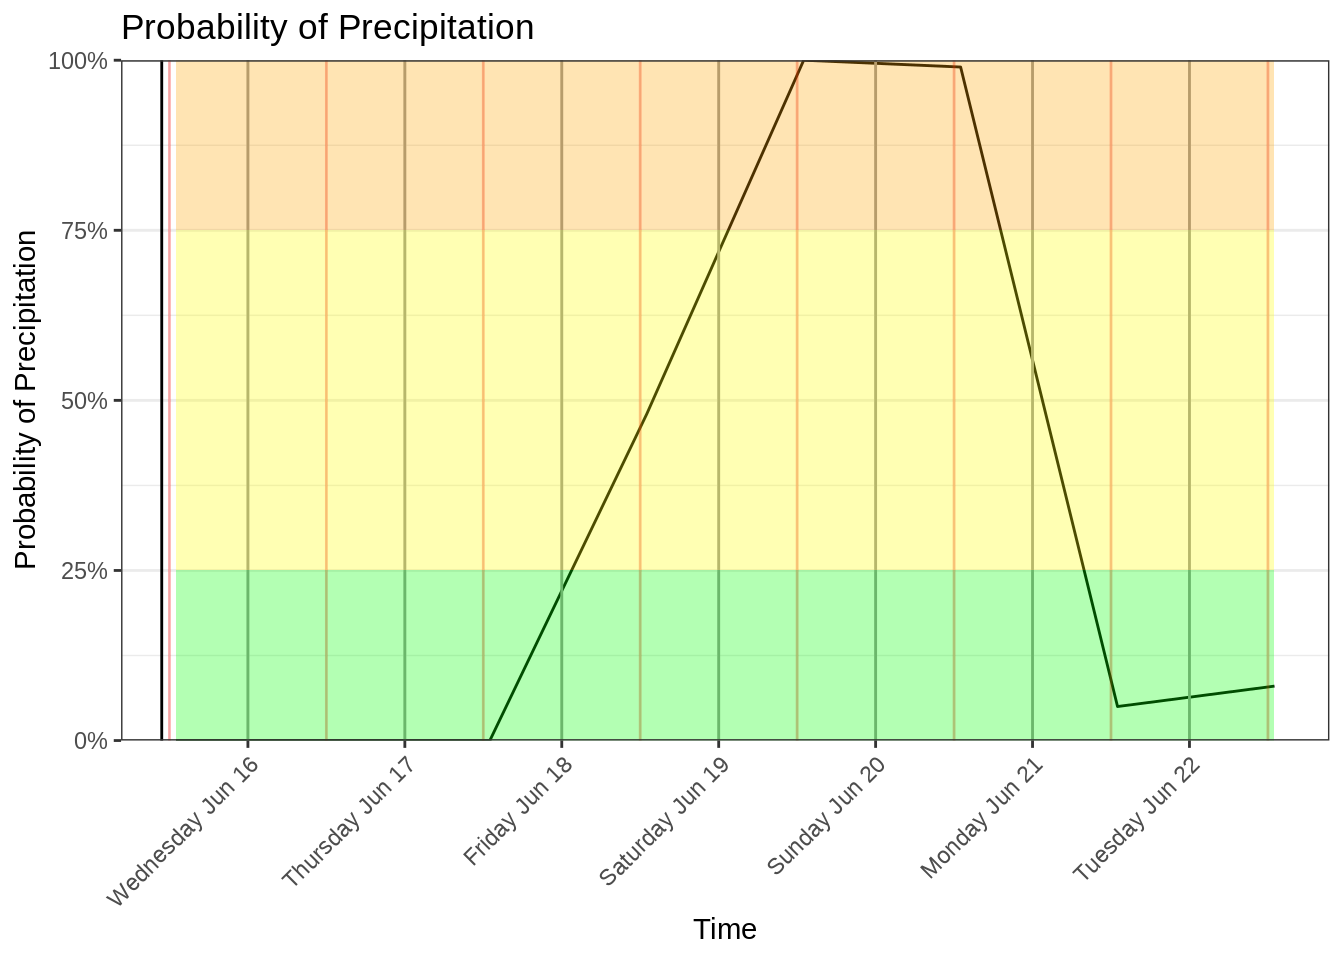 Probability of Precipitation
Probability of Precipitation
100%
75%
50%
25%
0%
Wednesday Jun 16
Thursday Jun 17
Friday Jun 18
Saturday Jun 19
Sunday Jun 20
Monday Jun 21
Tuesday Jun 22
Time